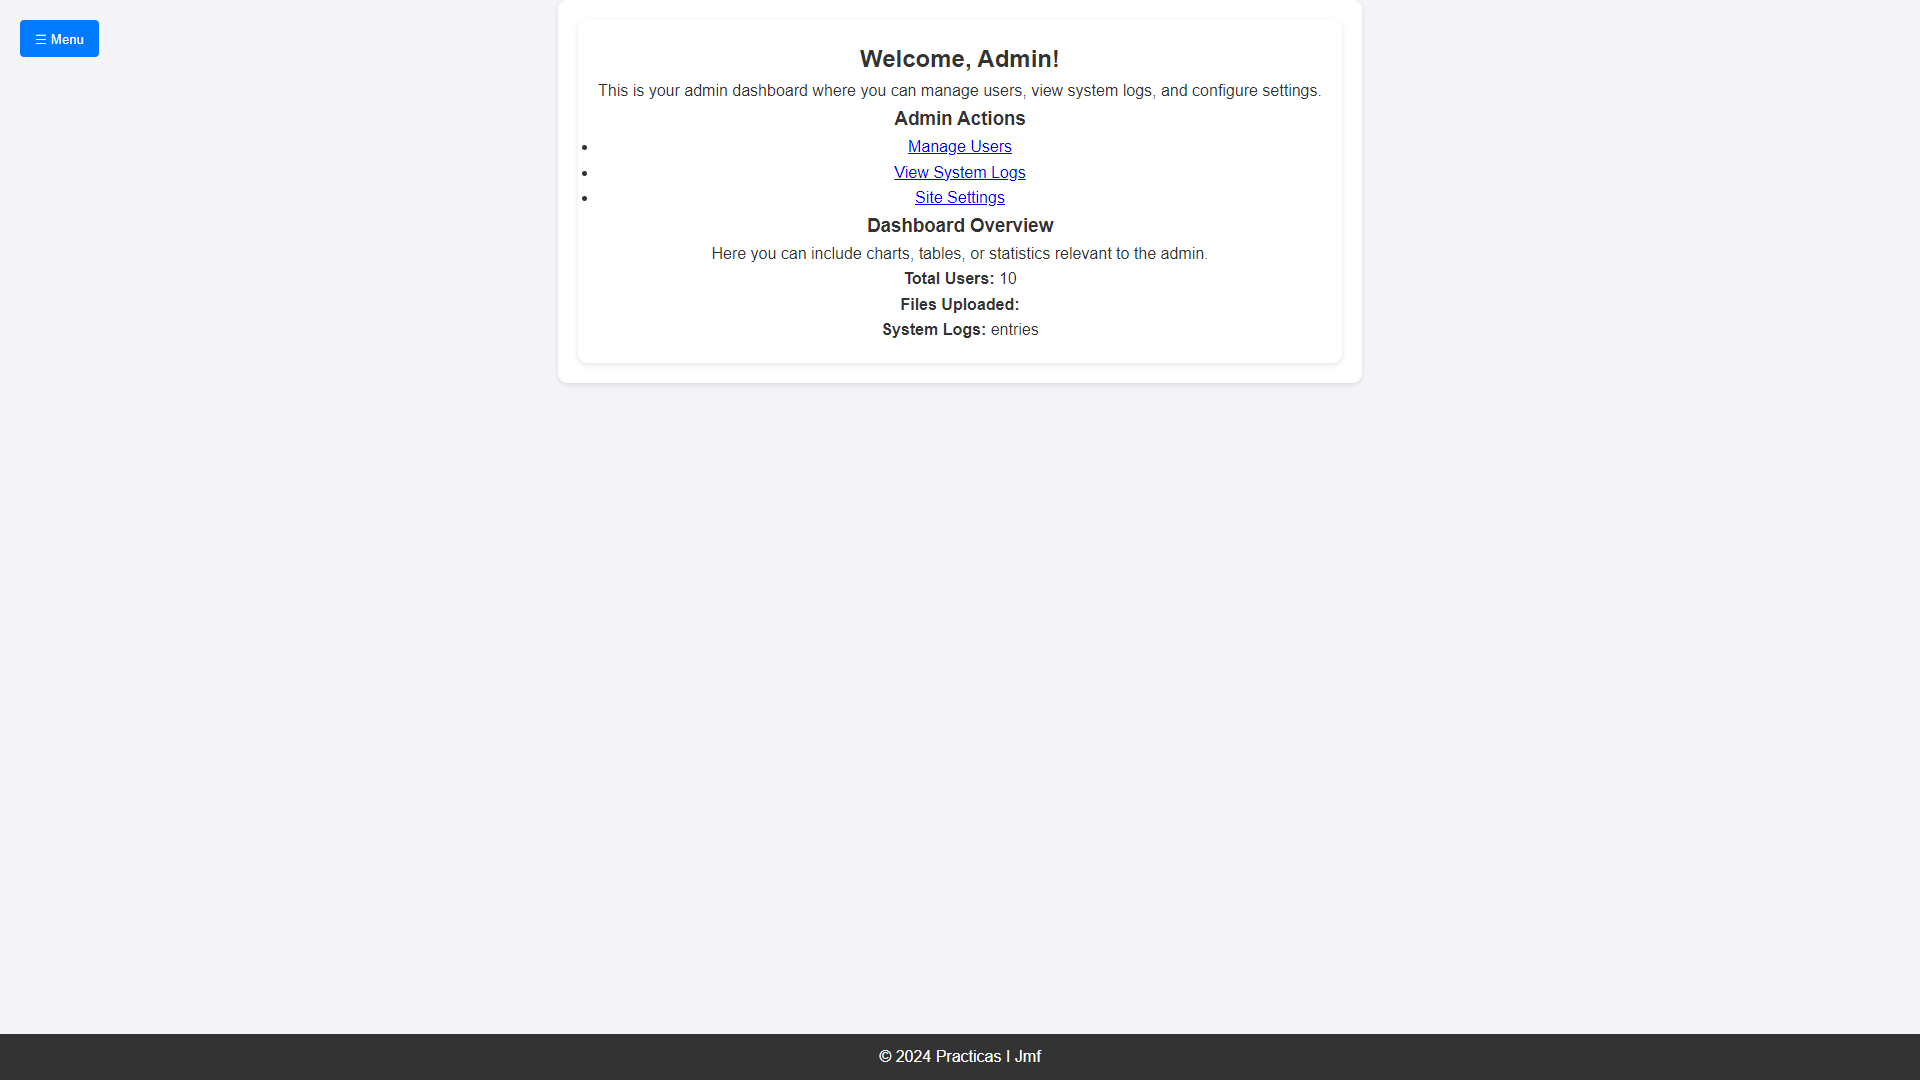 ☰ Menu
Welcome, Admin!
This is your admin dashboard where you can manage users, view system logs, and configure settings.
Admin Actions
• Manage Users
• View System Logs
• Site Settings
Dashboard Overview
Here you can include charts, tables, or statistics relevant to the admin.
Total Users: 10
Files Uploaded:
System Logs: entries
© 2024 Practicas I Jmf